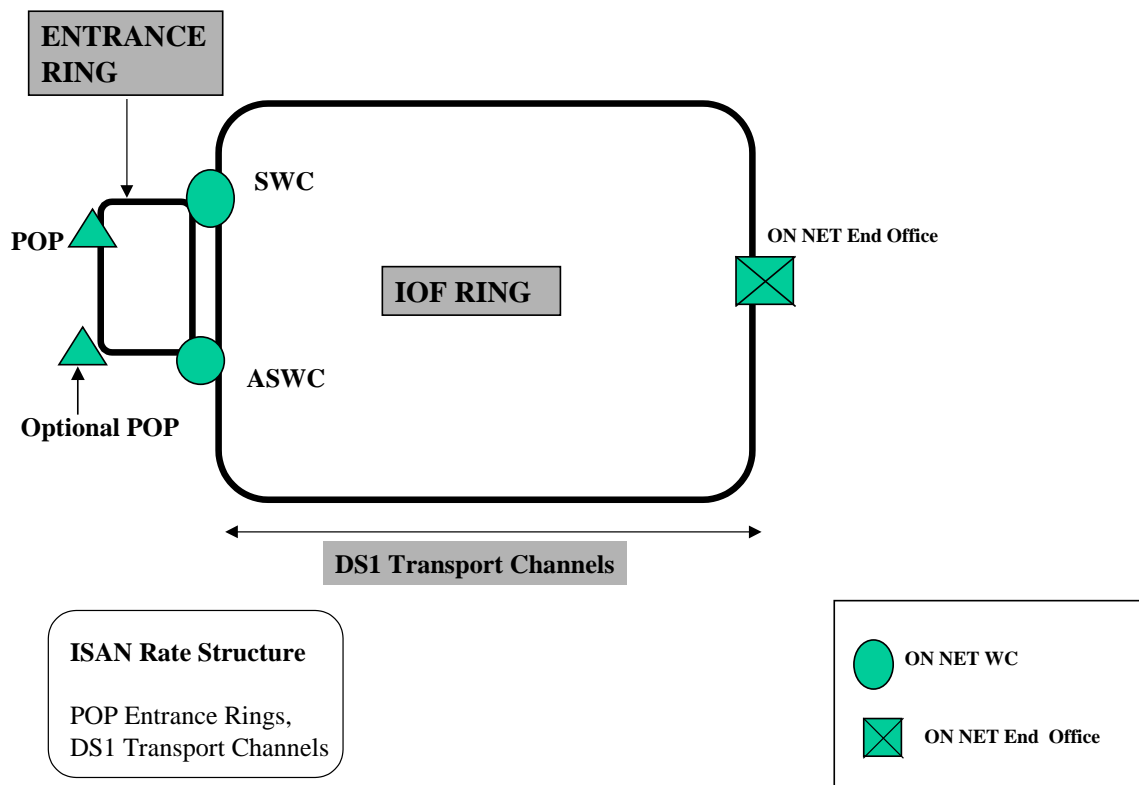 ENTRANCE
RING
SWC
POP
ON NET End Office
IOF RING
ASWC
Optional POP
DS1 Transport Channels
ISAN Rate Structure
POP Entrance Rings,
DS1 Transport Channels
ON NET WC
ON NET End Office